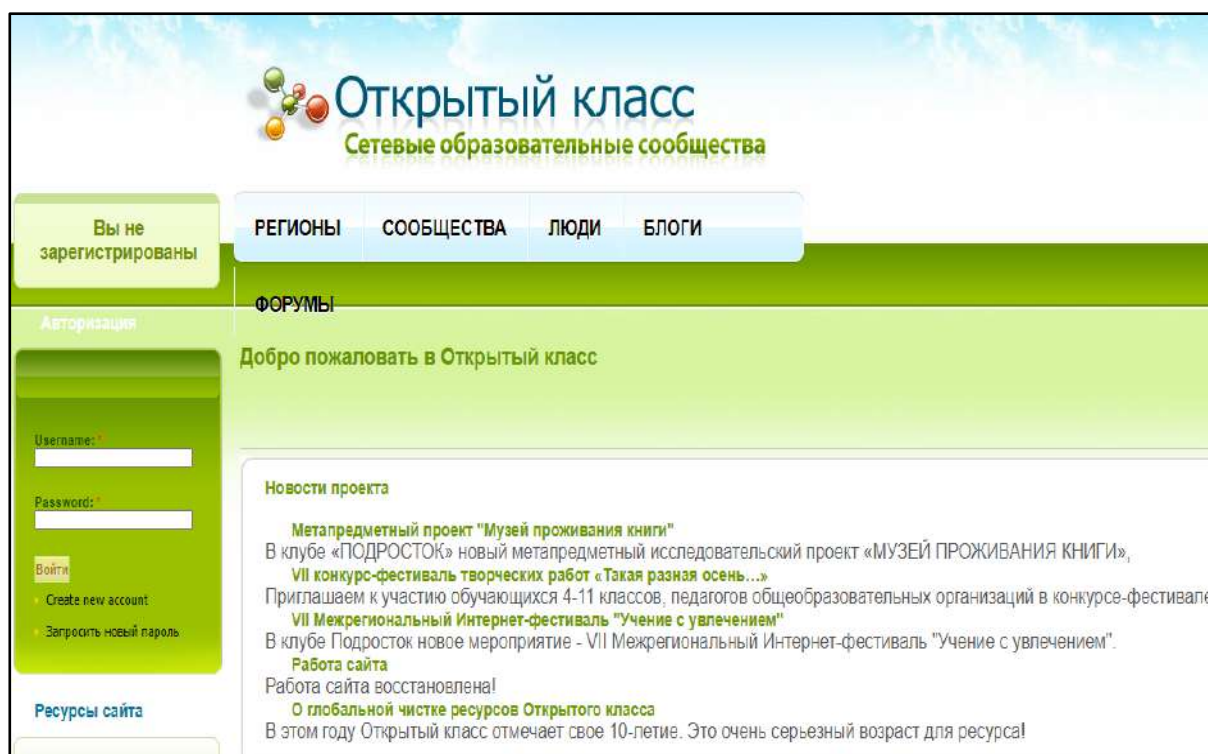 Открытый класс
Сетевые образовательные сообщества
Вы не
зарегистрированы
РЕГИОНЫ СООБЩЕСТВА ЛЮДИ БЛОГИ
ФОРУМЫ
Авторизация
Добро пожаловать в Открытый класс
Username: *
Password: *
Войти
Create new account
Запросить новый пароль
Ресурсы сайта
Новости проекта
Метапредметный проект "Музей проживания книги"
В клубе «ПОДРОСТОК» новый метапредметный исследовательский проект «МУЗЕЙ ПРОЖИВАНИЯ КНИГИ»,
VII конкурс-фестиваль творческих работ «Такая разная осень…»
Приглашаем к участию обучающихся 4-11 классов, педагогов общеобразовательных организаций в конкурсе-фестивале
VII Межрегиональный Интернет-фестиваль "Учение с увлечением"
В клубе Подросток новое мероприятие - VII Межрегиональный Интернет-фестиваль "Учение с увлечением".
Работа сайта
Работа сайта восстановлена!
О глобальной чистке ресурсов Открытого класса
В этом году Открытый класс отмечает свое 10-летие. Это очень серьезный возраст для ресурса!